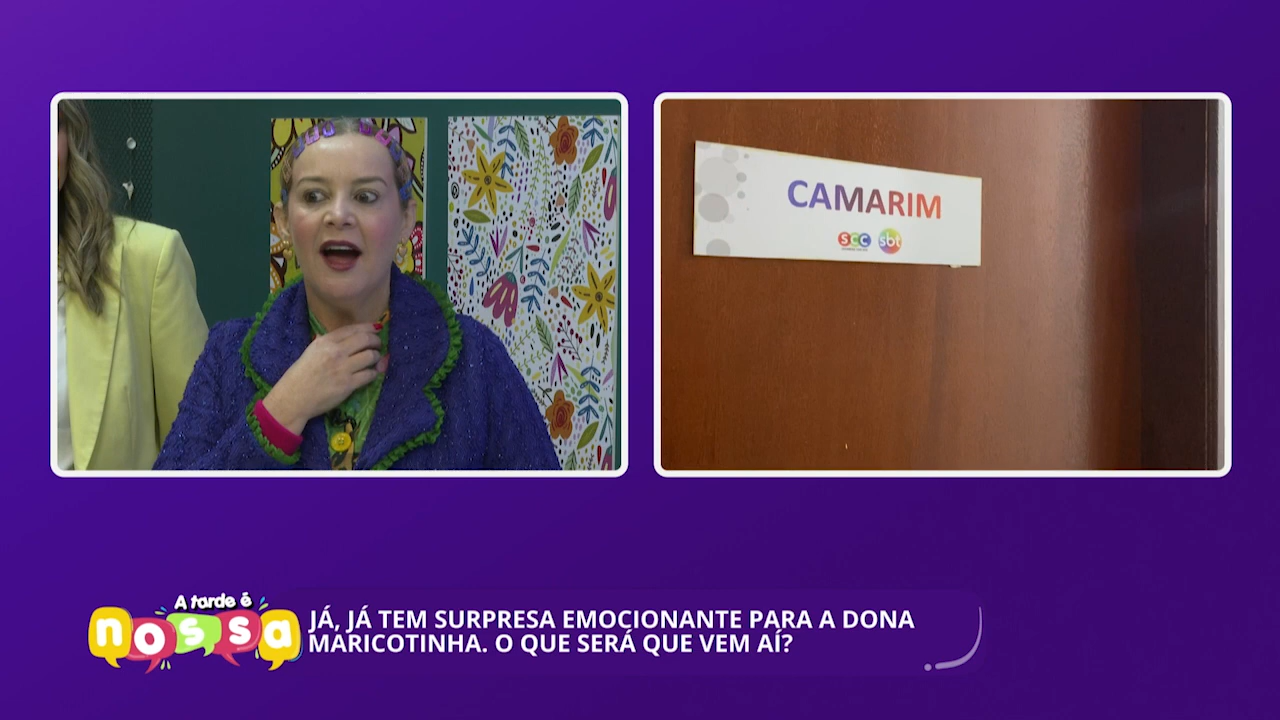 CAMARIM
scc sbt
A tarde é
nossa
JÁ, JÁ TEM SURPRESA EMOCIONANTE PARA A DONA
MARICOTINHA. O QUE SERÁ QUE VEM AÍ?